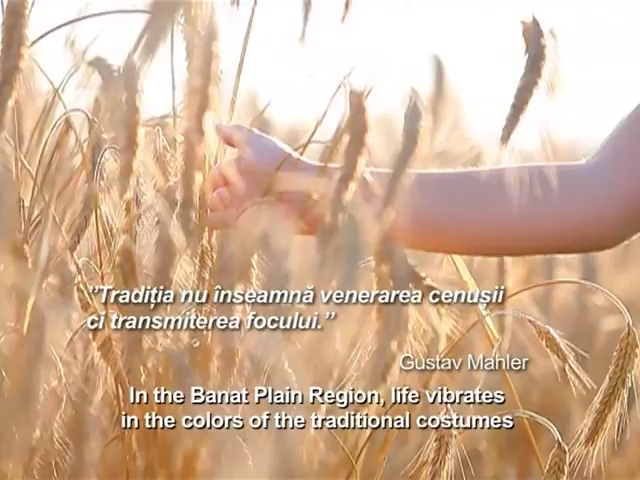 ”Tradiția nu înseamnă venerarea cenușii
ci transmiterea focului.”
Gustav Mahler
In the Banat Plain Region, life vibrates
in the colors of the traditional costumes